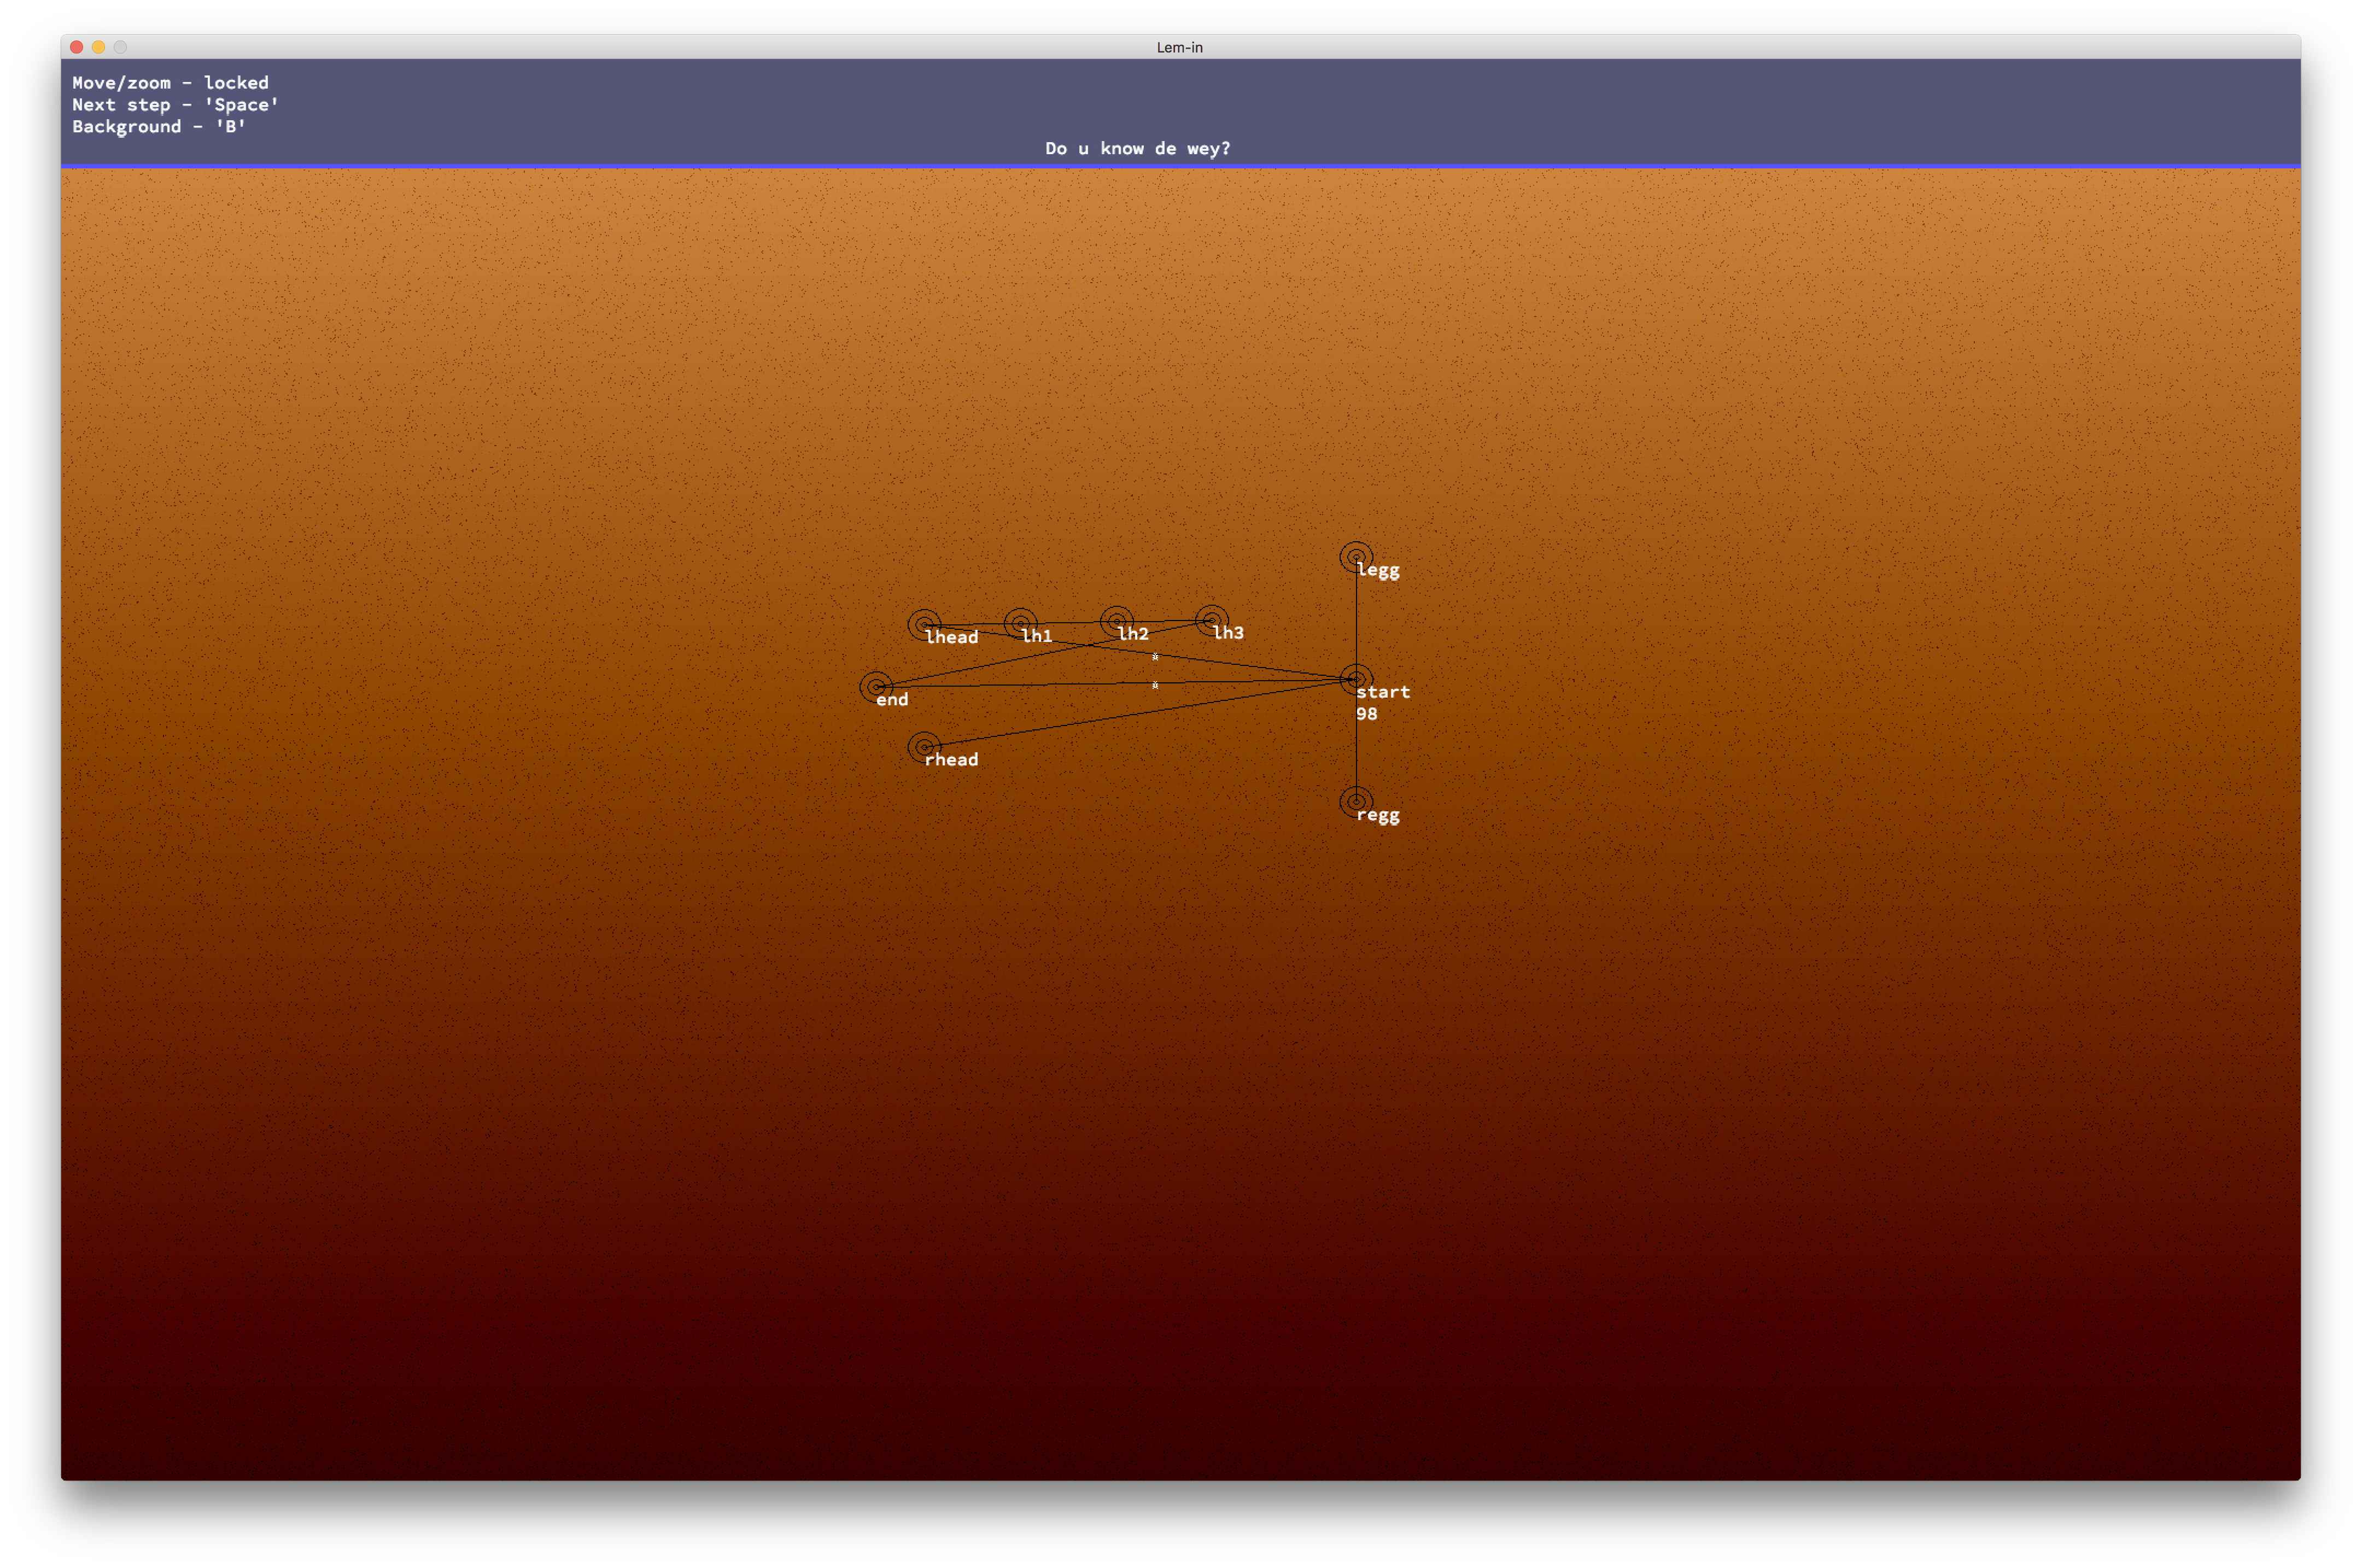 Lem-in
Move/zoom - locked
Next step - 'Space'
Background - 'B'
Do u know de wey?
legg
lhead
lh1
lh2
lh3
end
start
98
rhead
regg